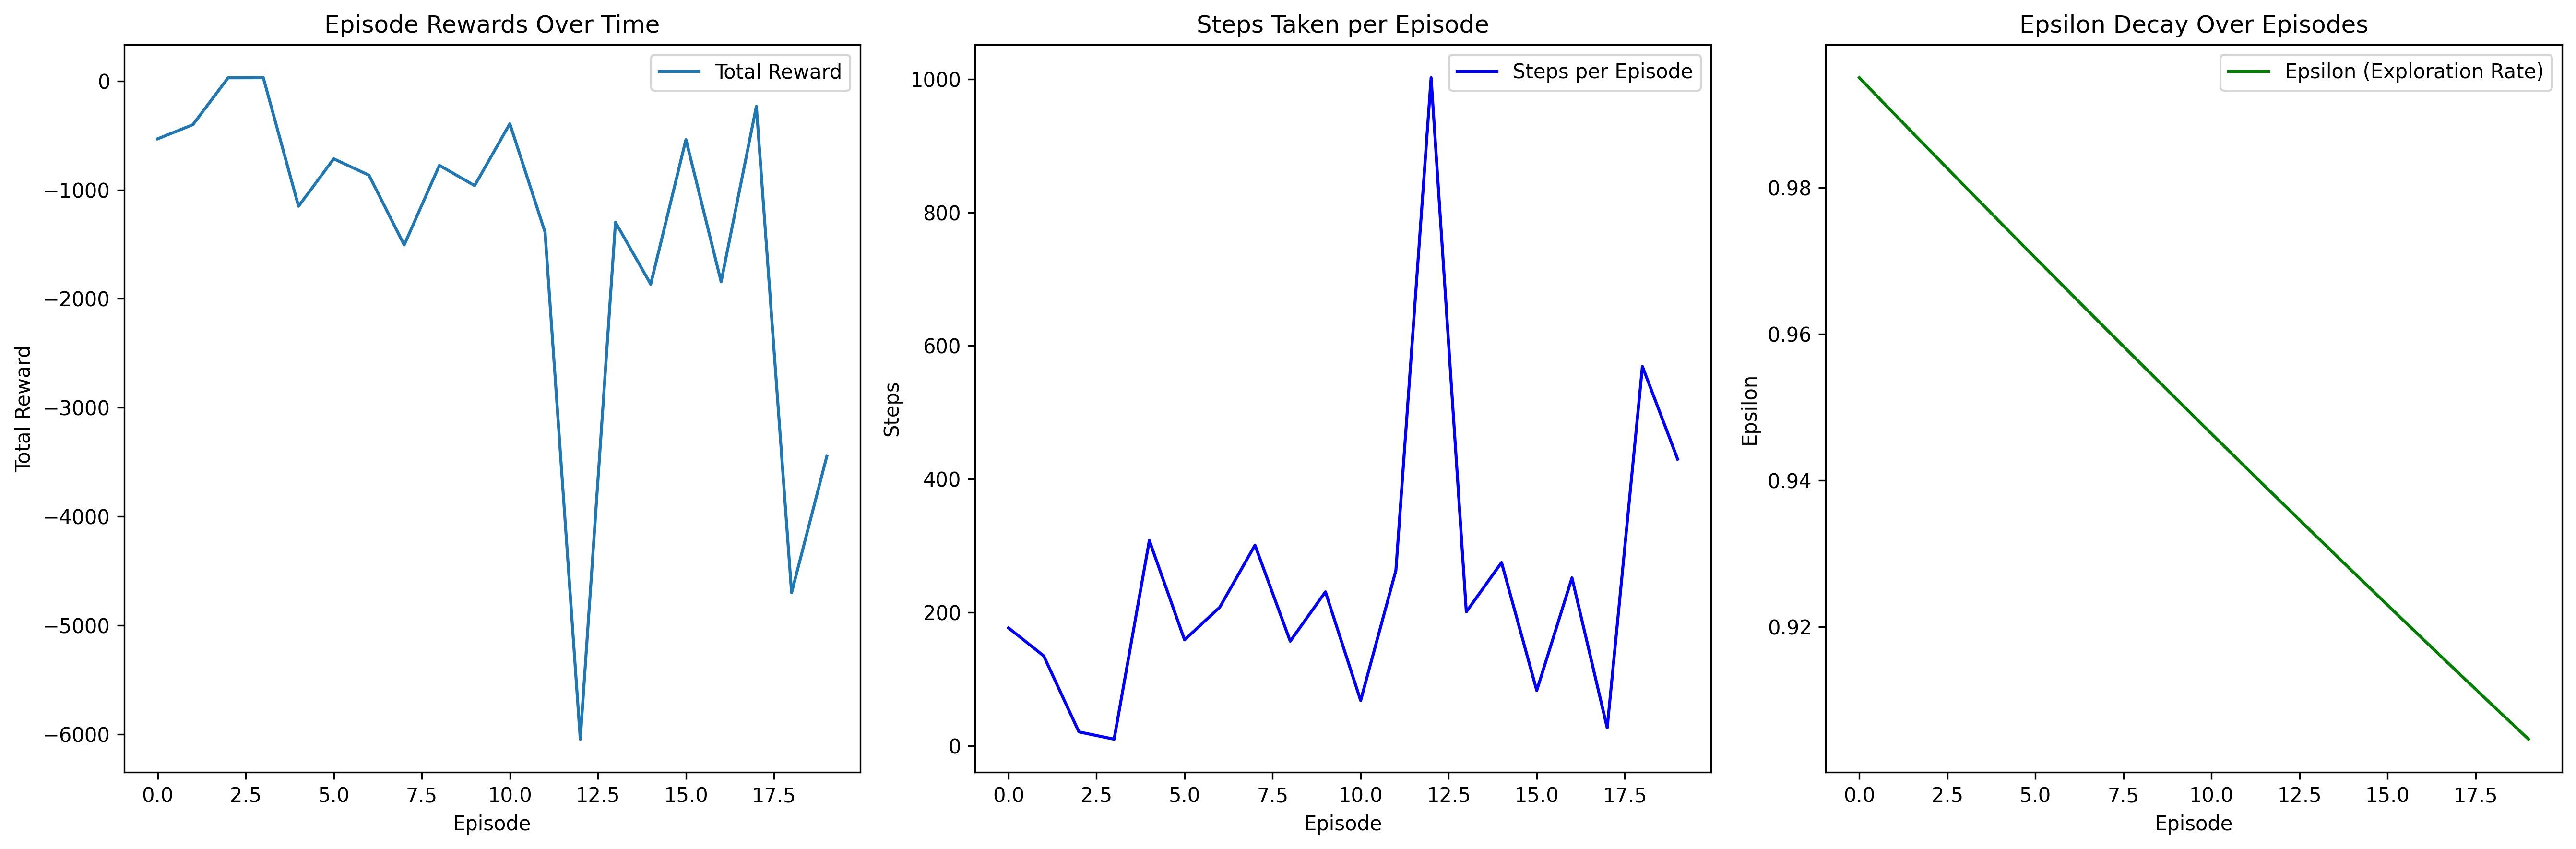 Episode Rewards Over Time
Total Reward
0
−1000
−2000
−3000
−4000
−5000
−6000
Total Reward
0.0 2.5 5.0 7.5 10.0 12.5 15.0 17.5
Episode
Steps Taken per Episode
Steps per Episode
1000
800
600
400
200
0
Steps
0.0 2.5 5.0 7.5 10.0 12.5 15.0 17.5
Episode
Epsilon Decay Over Episodes
Epsilon (Exploration Rate)
0.98
0.96
0.94
0.92
Epsilon
0.0 2.5 5.0 7.5 10.0 12.5 15.0 17.5
Episode